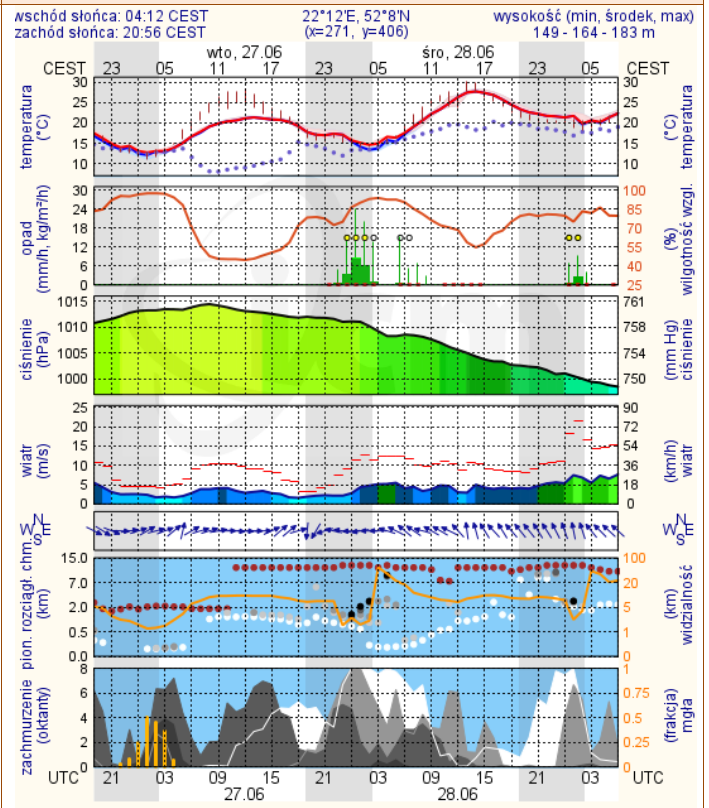 wschód słońca: 04:12 CEST 22°12'E, 52°8'N wysokość (min, środek, max)
zachód słońca: 20:56 CEST (x=271, y=406) 149 - 164 - 183 m
wto, 27.06 śro, 28.06
CEST 23 05 11 17 23 05 11 17 23 05 CEST
temperatura (°C)
30 25 20 15 10
30 25 20 15 10
(°C) temperatura
opad (mm/h, kg/m²/h)
30 24 18 12 6 0
100 85 70 55 40 25
(%) wilgotność wzgl.
ciśnienie (hPa)
1015 1010 1005 1000
761 758 754 750
(mm Hg) ciśnienie
wiatr (m/s)
25 20 15 10 5 0
90 72 54 36 18 0
(km/h) wiatr
N W E S
N W E S
pion. rozciągł. chm (km)
15.0 7.0 2.0 0.5 0.0
100 20 5 1 0
(km) widzialność
zachmurzenie (oktanty)
8 6 4 2 0
1 0.75 0.5 0.25 0
(frakcja) mgła
UTC 21 03 09 15 21 03 09 15 21 03 UTC
27.06 28.06